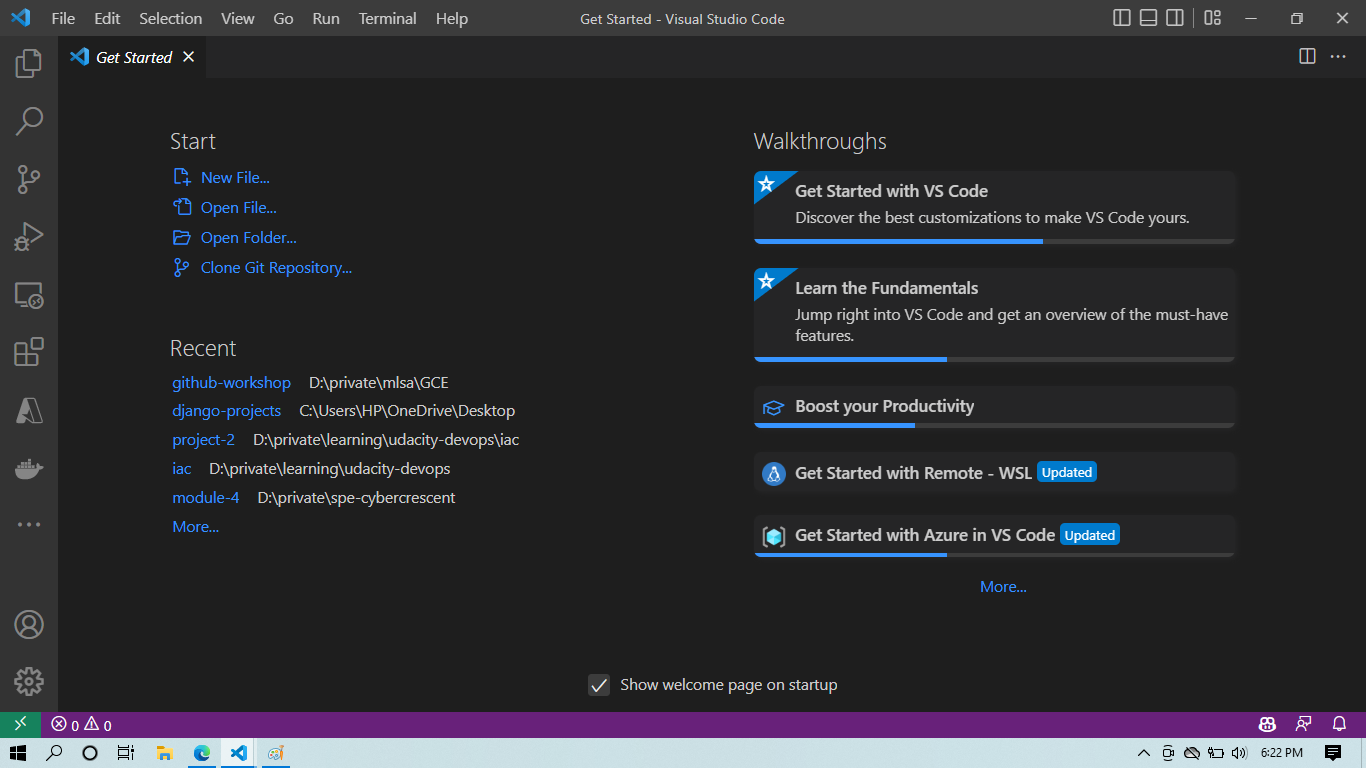 File Edit Selection View Go Run Terminal Help Get Started - Visual Studio Code
Get Started
Start
New File...
Open File...
Open Folder...
Clone Git Repository...
Recent
github-workshop D:\private\mlsa\GCE
django-projects C:\Users\HP\OneDrive\Desktop
project-2 D:\private\learning\udacity-devops\iac
iac D:\private\learning\udacity-devops
module-4 D:\private\spe-cybercrescent
More...
Walkthroughs
Get Started with VS Code
Discover the best customizations to make VS Code yours.
Learn the Fundamentals
Jump right into VS Code and get an overview of the must-have
features.
Boost your Productivity
Get Started with Remote - WSL Updated
Get Started with Azure in VS Code Updated
More...
Show welcome page on startup
0 0
6:22 PM